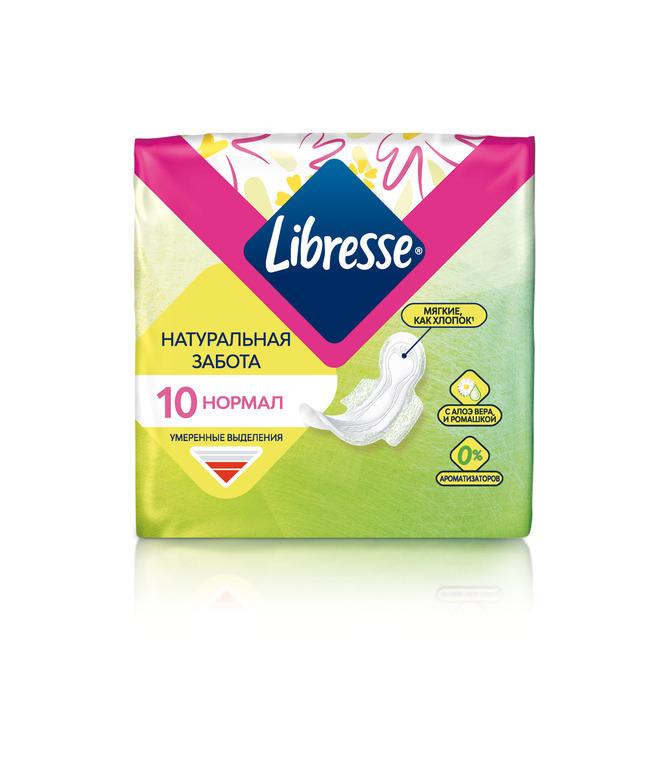 Libresse®
МЯГКИЕ,
КАК ХЛОПОК¹
НАТУРАЛЬНАЯ
ЗАБОТА
10 НОРМАЛ
УМЕРЕННЫЕ ВЫДЕЛЕНИЯ
С АЛОЭ ВЕРА
И РОМАШКОЙ
0%
АРОМАТИЗАТОРОВ